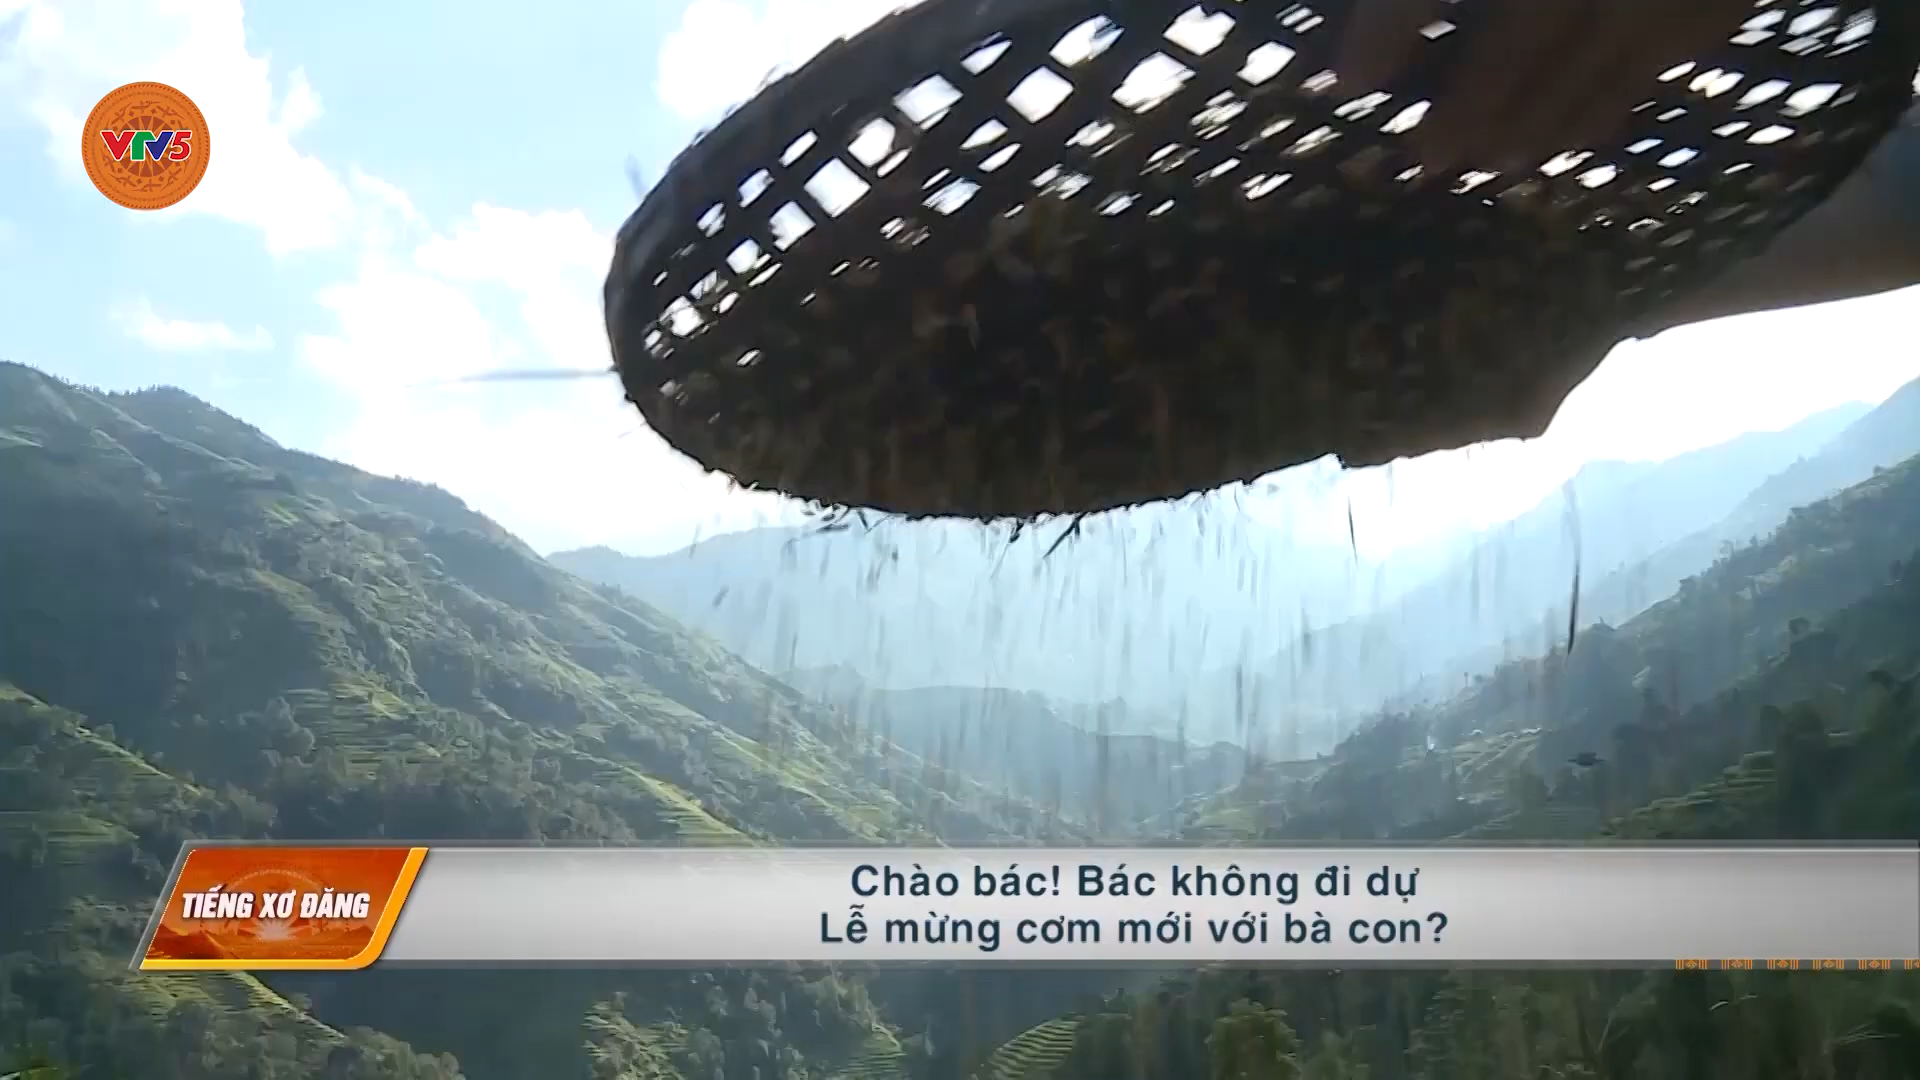 VTV5
TIẾNG XƠ ĐĂNG
Chào bác! Bác không đi dự
Lễ mừng cơm mới với bà con?